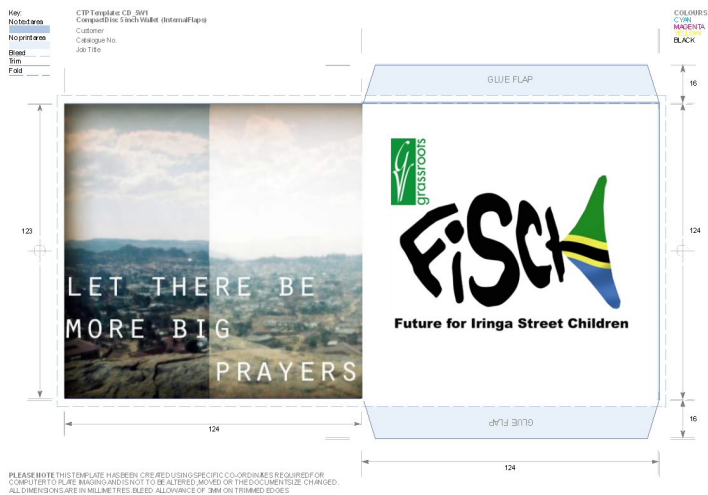 Key:
No text area
No print area
Bleed
Trim
Fold
CTP Template: CD_5W1
Compact Disc 5 inch Wallet (Internal Flaps)
Customer
Catalogue No.
Job Title
COLOURS
CYAN
MAGENTA
YELLOW
BLACK
GLUE FLAP
16
123
124
grassroots
FiSCh
Future for Iringa Street Children
LET THERE BE
MORE BIG
PRAYERS
GLUE FLAP
16
124
124
PLEASE NOTE THIS TEMPLATE HAS BEEN CREATED USING SPECIFIC CO-ORDINATES REQUIRED FOR
COMPUTER TO PLATE IMAGING AND IS NOT TO BE ALTERED, MOVED OR THE DOCUMENT SIZE CHANGED.
ALL DIMENSIONS ARE IN MILLIMETRES. BLEED ALLOWANCE OF 3MM ON TRIMMED EDGES